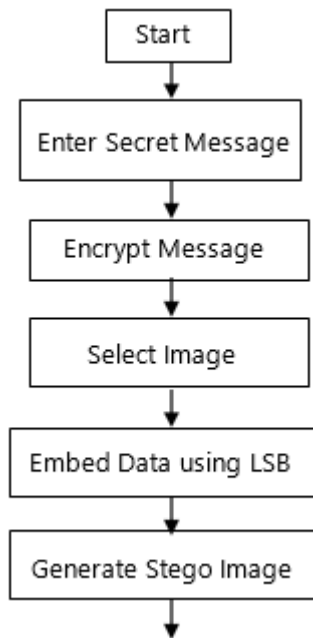 Start
Enter Secret Message
Encrypt Message
Select Image
Embed Data using LSB
Generate Stego Image